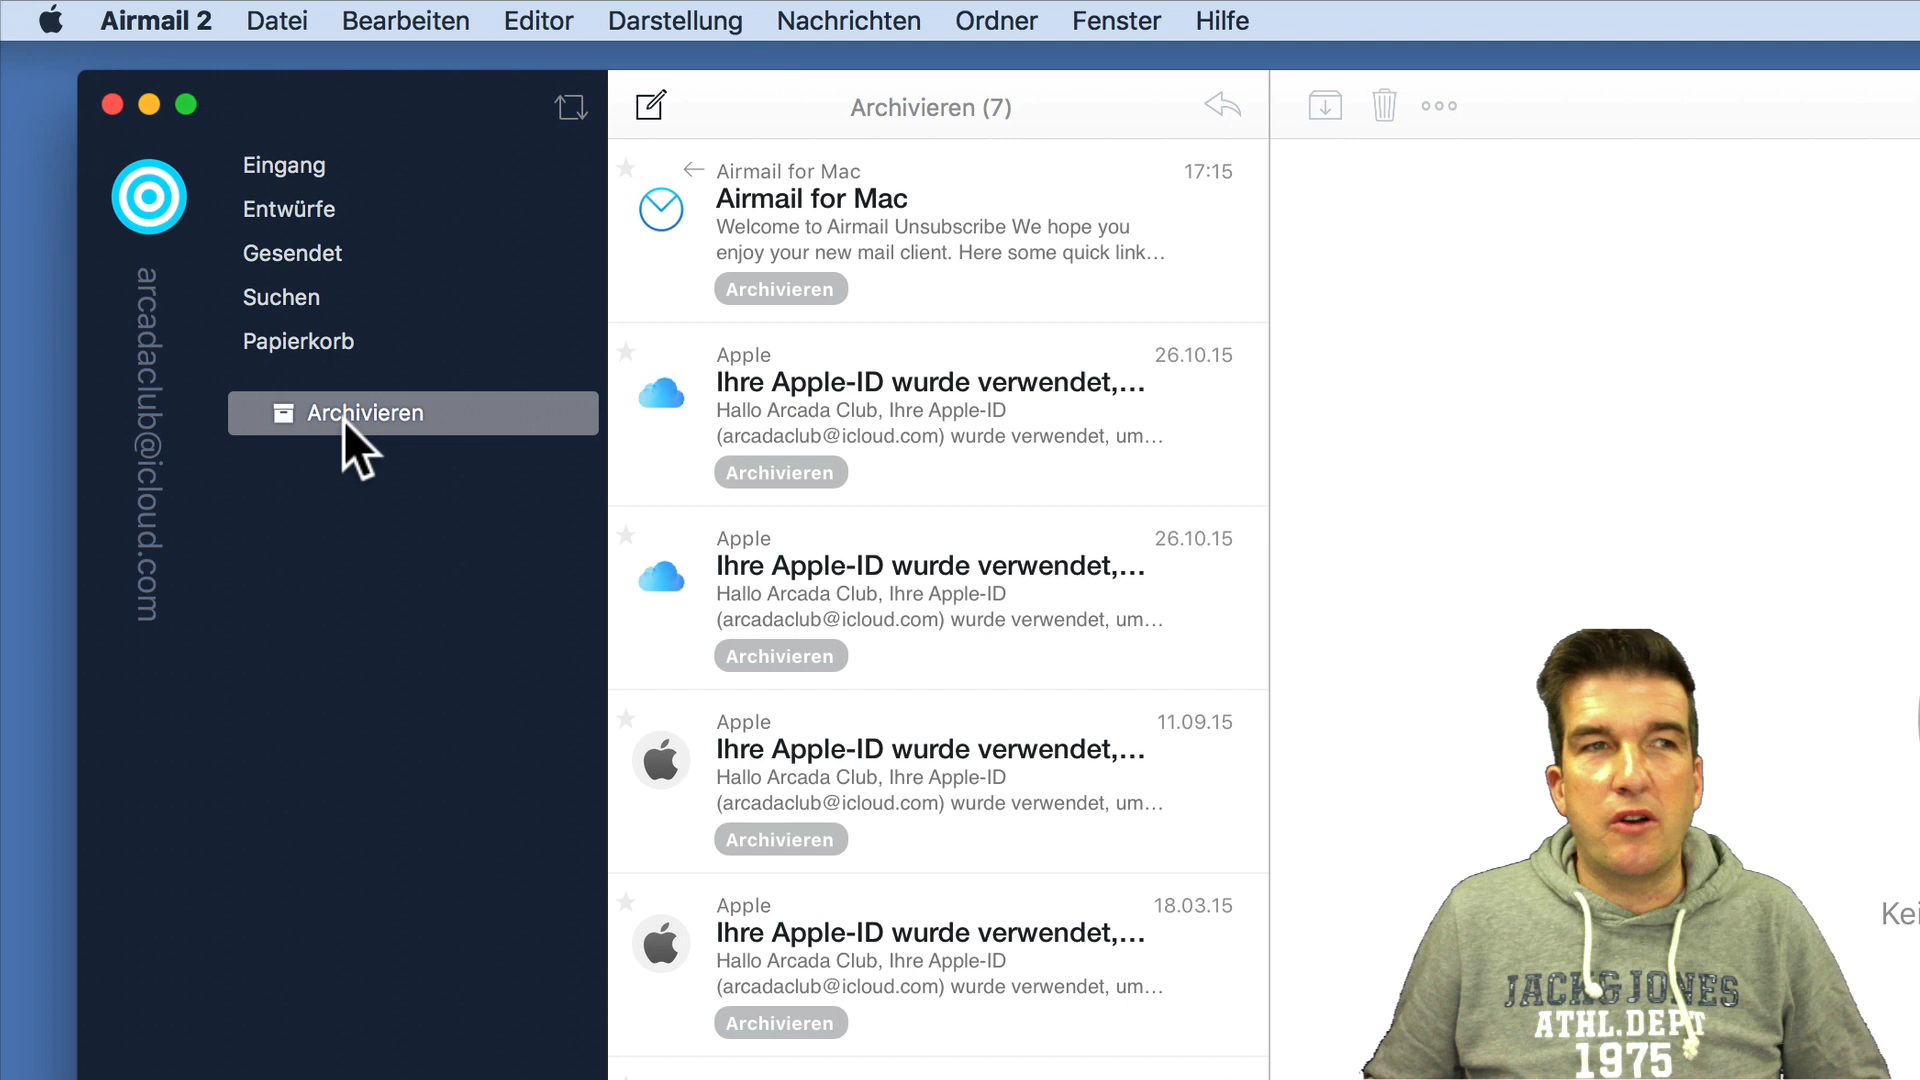 Airmail 2 Datei Bearbeiten Editor Darstellung Nachrichten Ordner Fenster Hilfe
arcadaclub@icloud.com
Eingang
Entwürfe
Gesendet
Suchen
Papierkorb
Archivieren
Archivieren (7)
Airmail for Mac 17:15
Airmail for Mac
Welcome to Airmail Unsubscribe We hope you
enjoy your new mail client. Here some quick link...
Archivieren
Apple 26.10.15
Ihre Apple-ID wurde verwendet,...
Hallo Arcada Club, Ihre Apple-ID
(arcadaclub@icloud.com) wurde verwendet, um...
Archivieren
Apple 26.10.15
Ihre Apple-ID wurde verwendet,...
Hallo Arcada Club, Ihre Apple-ID
(arcadaclub@icloud.com) wurde verwendet, um...
Archivieren
Apple 11.09.15
Ihre Apple-ID wurde verwendet,...
Hallo Arcada Club, Ihre Apple-ID
(arcadaclub@icloud.com) wurde verwendet, um...
Archivieren
Apple 18.03.15
Ihre Apple-ID wurde verwendet,...
Hallo Arcada Club, Ihre Apple-ID
(arcadaclub@icloud.com) wurde verwendet, um...
Archivieren
Kei
JACK & JONES
ATHL.DEPT
1975